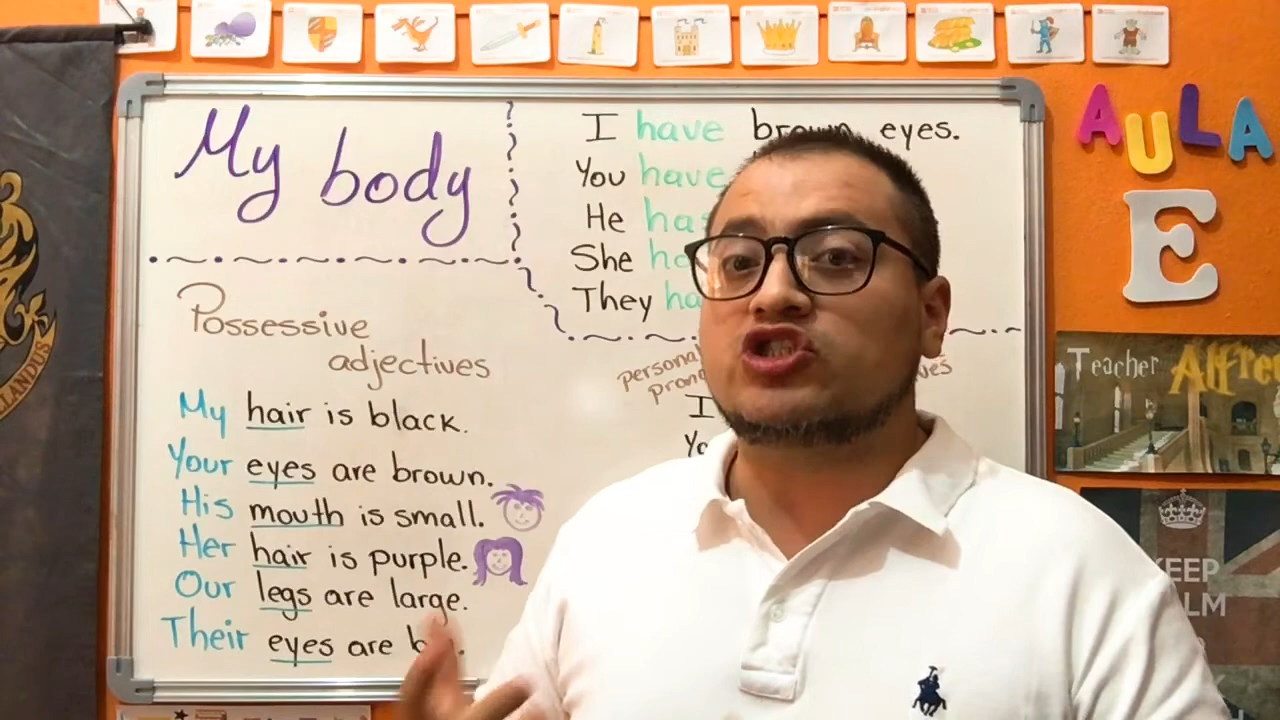 My body
I have brown eyes.
You have
He has
She
They
Possessive
adjectives
My hair is black.
Your eyes are brown.
His mouth is small.
Her hair is purple.
Our legs are large.
Their eyes are
personal
I
AULA
E
Teacher
KEEP